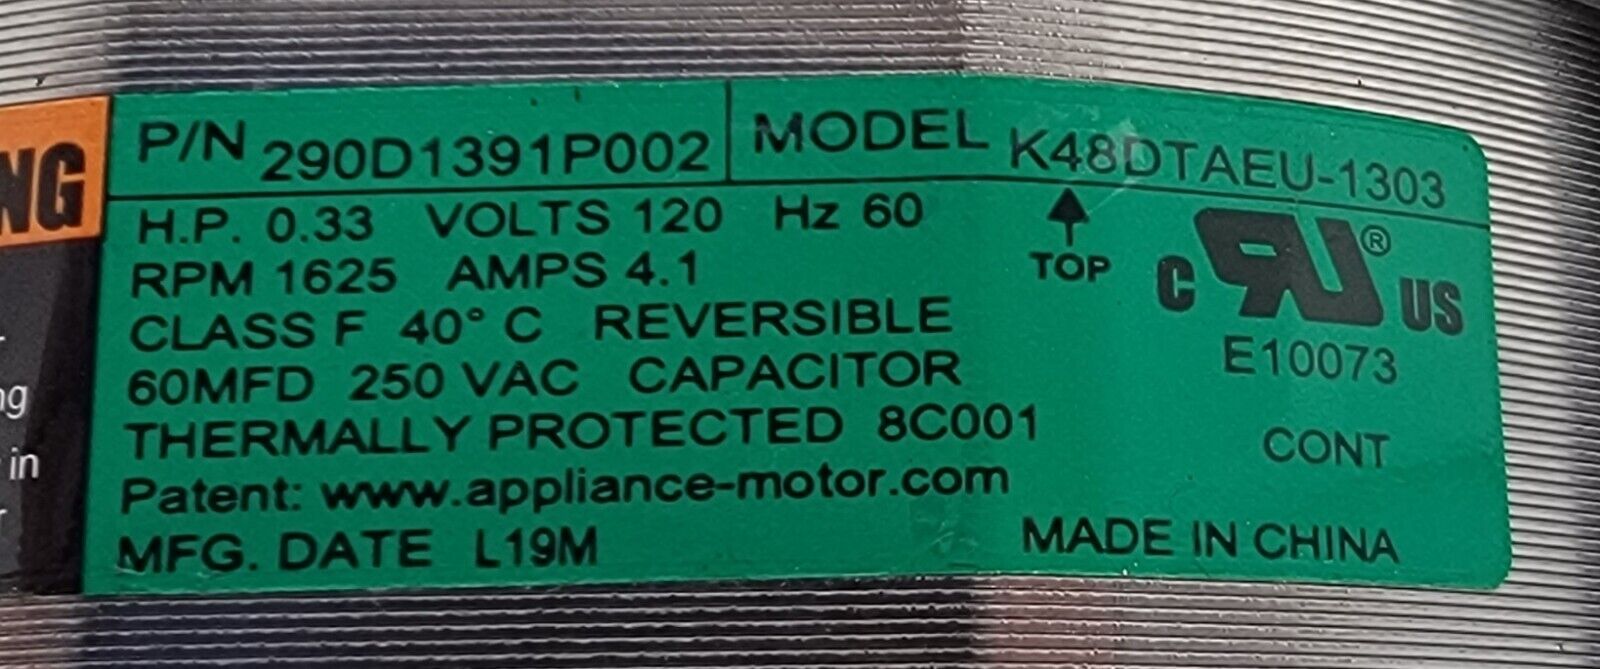 NG
P/N 290D1391P002 MODEL K48DTAEU-1303
H.P. 0.33 VOLTS 120 Hz 60
RPM 1625 AMPS 4.1
TOP
CLASS F 40° C REVERSIBLE
60MFD 250 VAC CAPACITOR
THERMALLY PROTECTED 8C001
Patent: www.appliance-motor.com
MFG. DATE L19M
C RU ® US
E10073
CONT
MADE IN CHINA
in